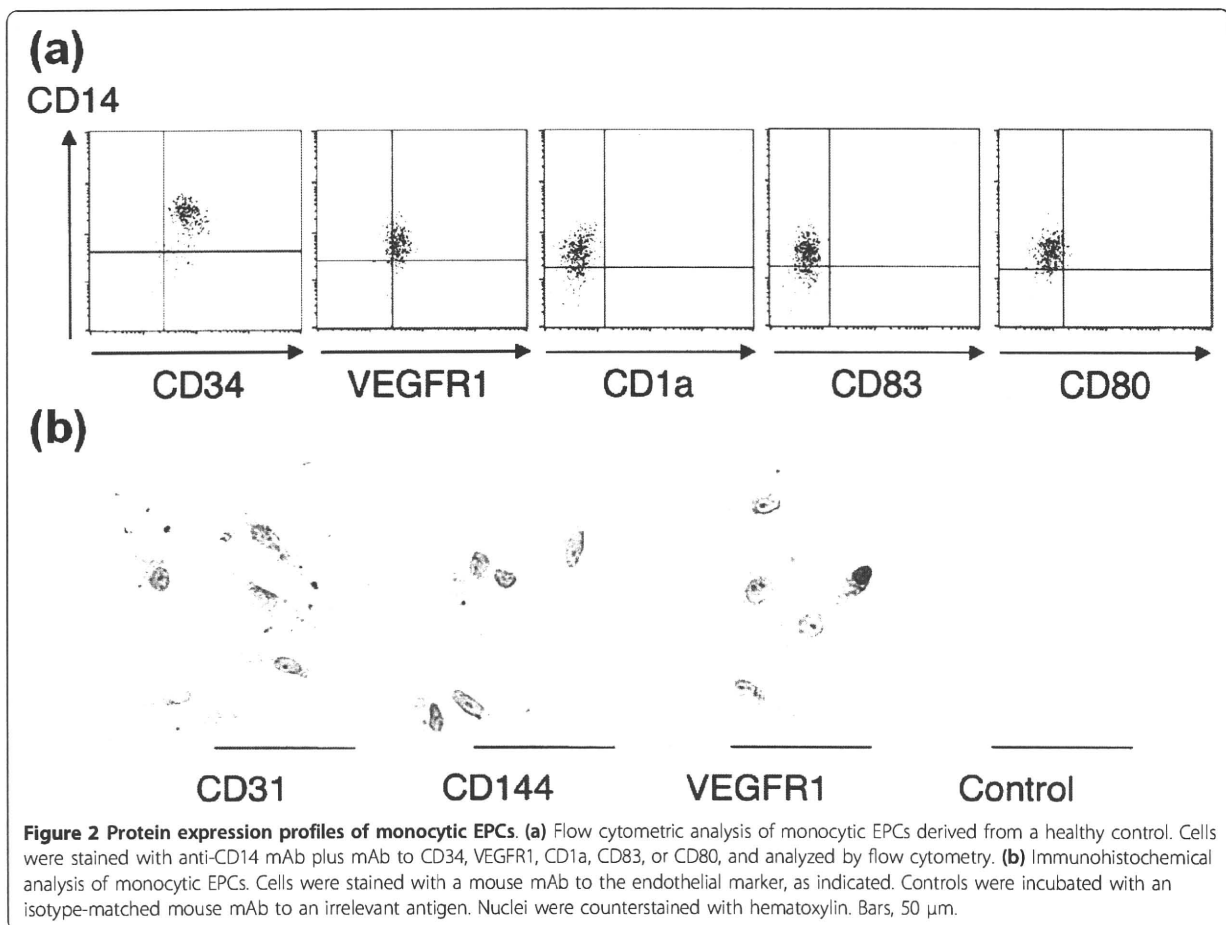 (a)
CD14
CD34 VEGFR1 CD1a CD83 CD80
(b)
CD31 CD144 VEGFR1 Control
Figure 2 Protein expression profiles of monocytic EPCs. (a) Flow cytometric analysis of monocytic EPCs derived from a healthy control. Cells
were stained with anti-CD14 mAb plus mAb to CD34, VEGFR1, CD1a, CD83, or CD80, and analyzed by flow cytometry. (b) Immunohistochemical
analysis of monocytic EPCs. Cells were stained with a mouse mAb to the endothelial marker, as indicated. Controls were incubated with an
isotype-matched mouse mAb to an irrelevant antigen. Nuclei were counterstained with hematoxylin. Bars, 50 μm.